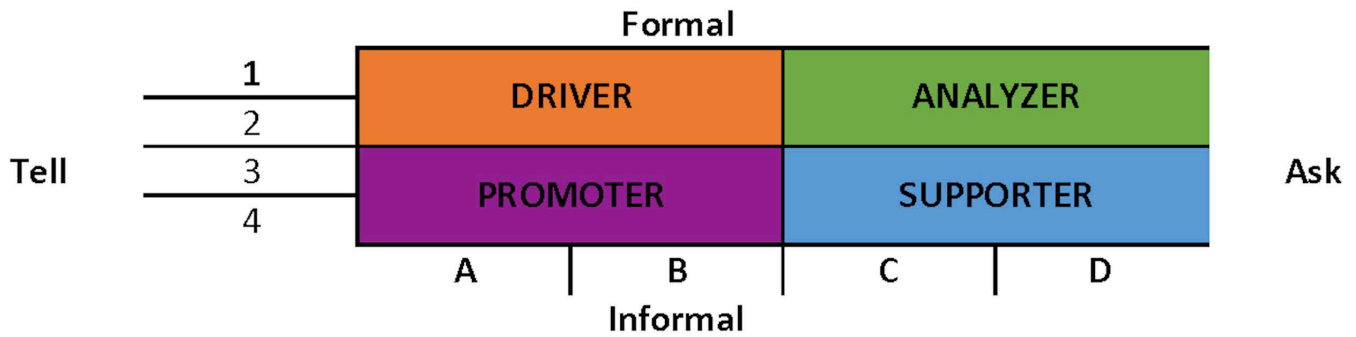 Formal
1
DRIVER
ANALYZER
2
Tell
3
Ask
PROMOTER
SUPPORTER
4
A
B
C
D
Informal